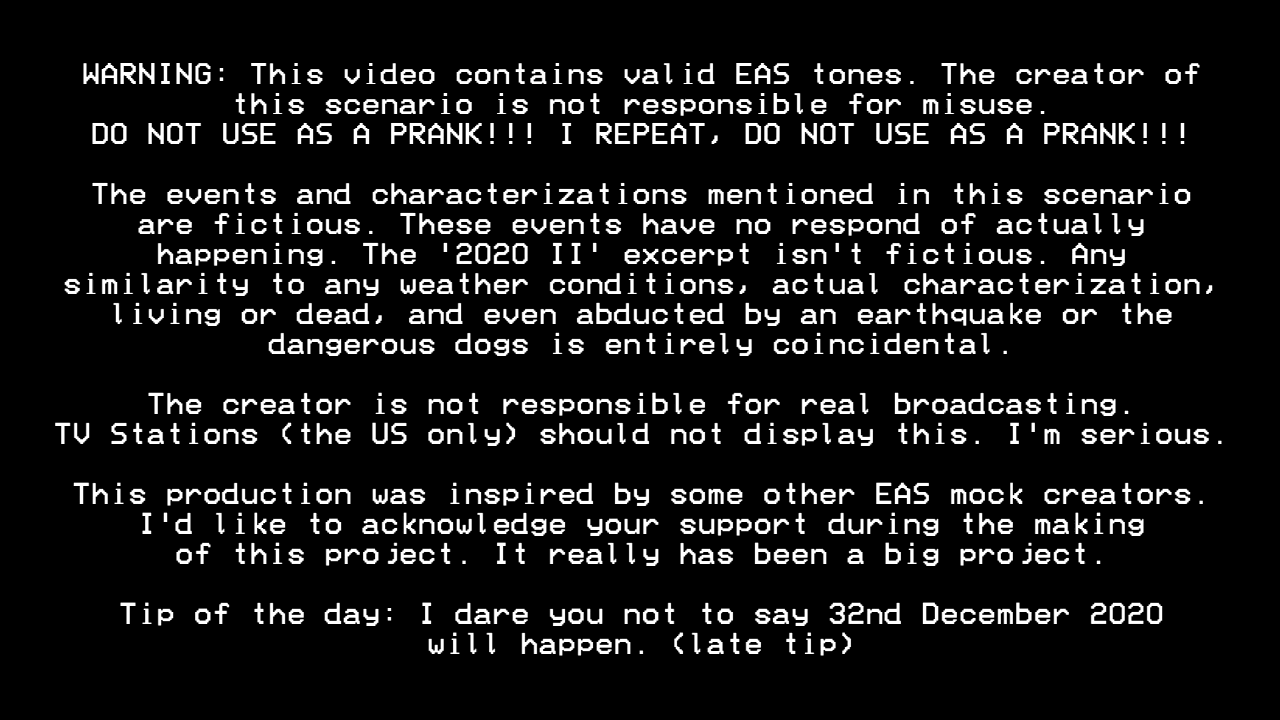 WARNING: This video contains valid EAS tones. The creator of
this scenario is not responsible for misuse.
DO NOT USE AS A PRANK!!! I REPEAT, DO NOT USE AS A PRANK!!!
The events and characterizations mentioned in this scenario
are fictious. These events have no respond of actually
happening. The '2020 II' excerpt isn't fictious. Any
similarity to any weather conditions, actual characterization,
living or dead, and even abducted by an earthquake or the
dangerous dogs is entirely coincidental.
The creator is not responsible for real broadcasting.
TV Stations (the US only) should not display this. I'm serious.
This production was inspired by some other EAS mock creators.
I'd like to acknowledge your support during the making
of this project. It really has been a big project.
Tip of the day: I dare you not to say 32nd December 2020
will happen. (late tip)